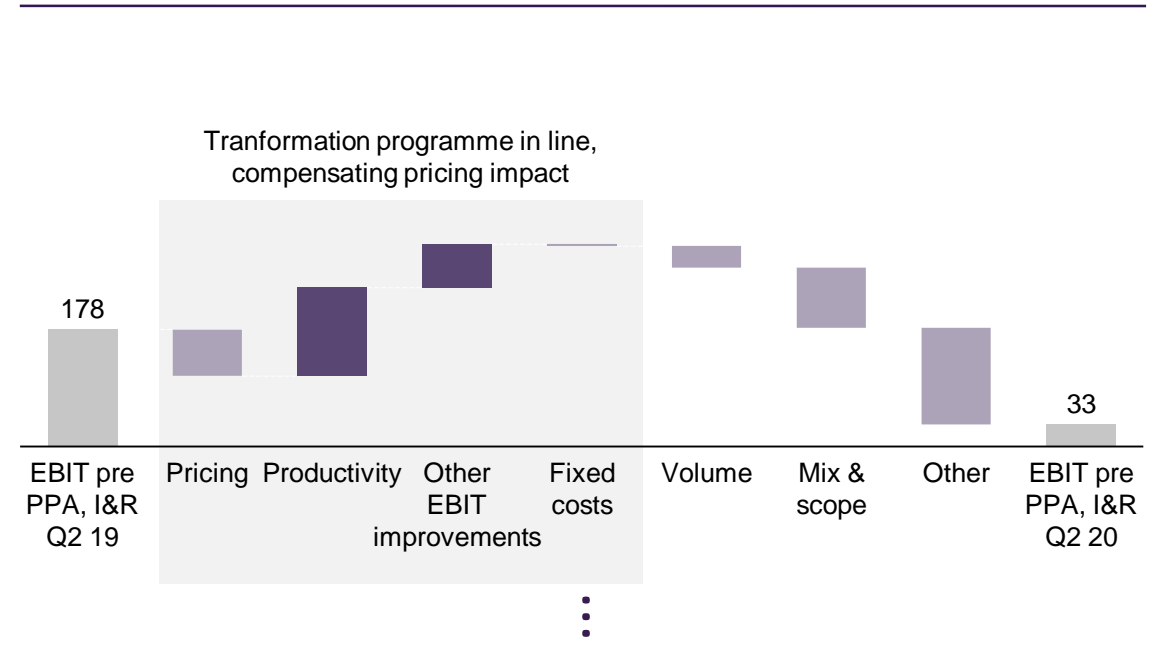 Tranformation programme in line,
compensating pricing impact
178
33
EBIT pre
PPA, I&R
Q2 19
Pricing
Productivity
Other
EBIT
improvements
Fixed
costs
Volume
Mix &
scope
Other
EBIT pre
PPA, I&R
Q2 20